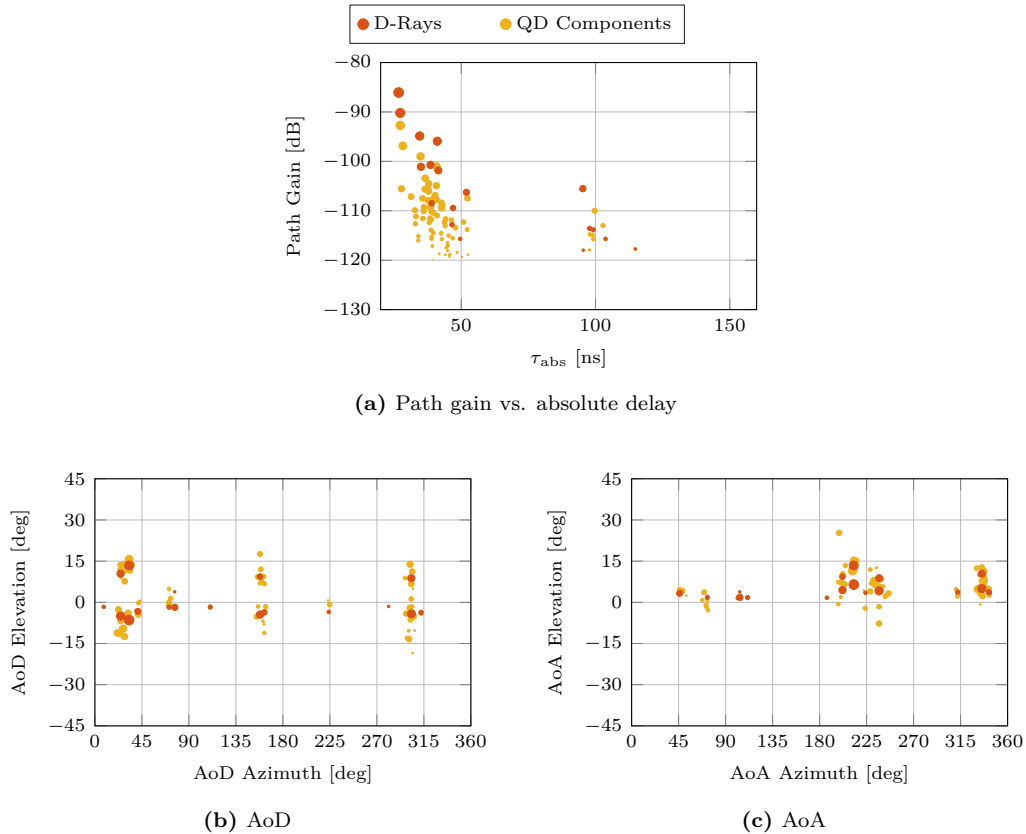 D-Rays QD Components
−80
−90
−100
−110
−120
−130
Path Gain [dB]
50 100 150
τabs [ns]
(a) Path gain vs. absolute delay
45
30
15
0
−15
−30
−45
AoD Elevation [deg]
0 45 90 135 180 225 270 315 360
AoD Azimuth [deg]
(b) AoD
45
30
15
0
−15
−30
−45
AoA Elevation [deg]
0 45 90 135 180 225 270 315 360
AoA Azimuth [deg]
(c) AoA